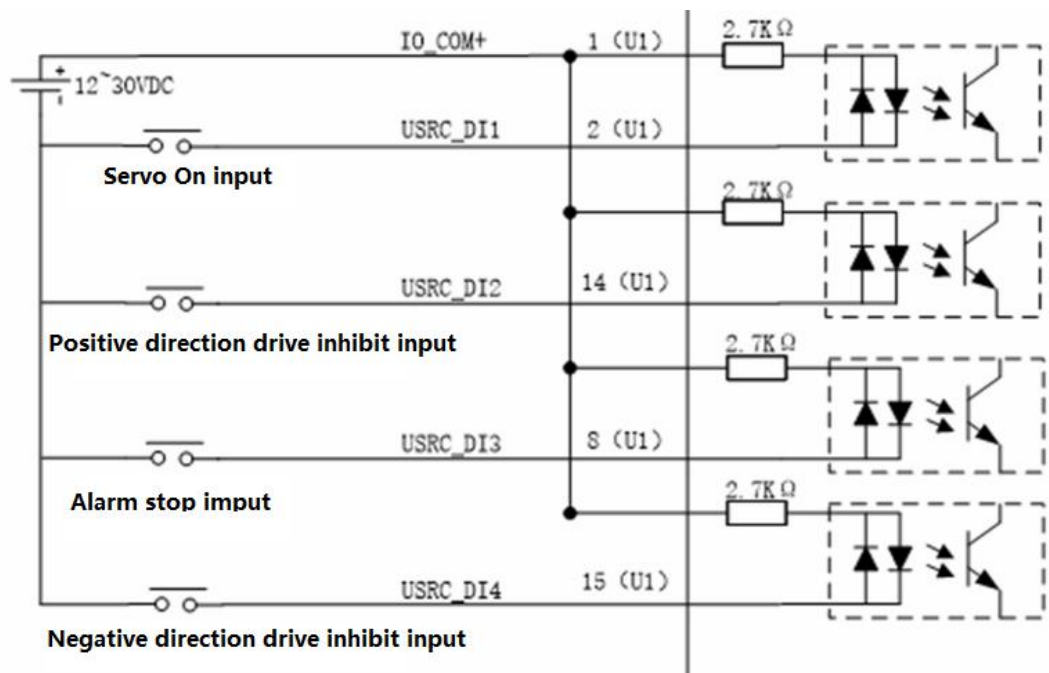 IO_COM+
1 (U1)
2.7KΩ
+
12~30VDC
-
USRC_DI1
2 (U1)
Servo On input
2.7KΩ
USRC_DI2
14 (U1)
Positive direction drive inhibit input
2.7KΩ
USRC_DI3
8 (U1)
Alarm stop imput
2.7KΩ
USRC_DI4
15 (U1)
Negative direction drive inhibit input